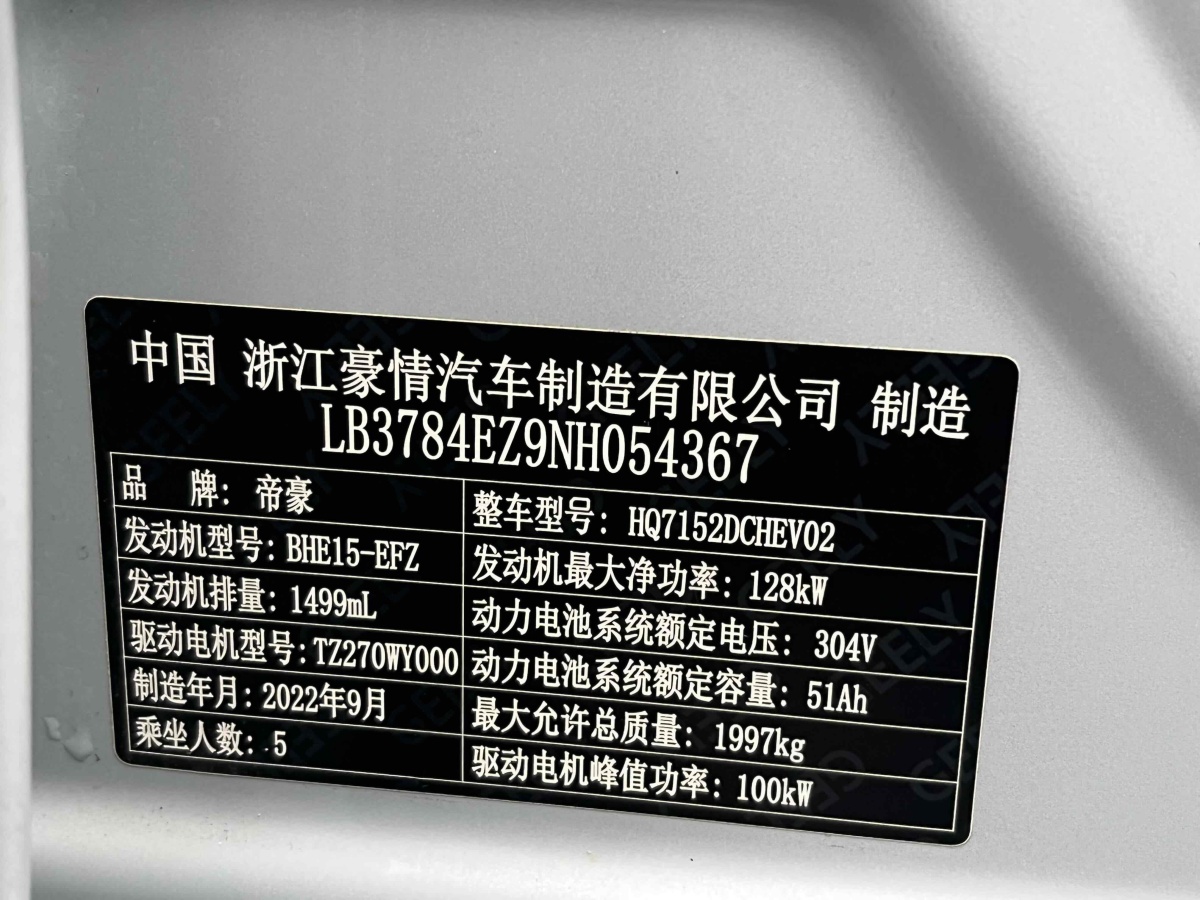 中国 浙江豪情汽车制造有限公司 制造
LB3784EZ9NH054367
品 牌: 帝豪
整车型号: HQ7152DCHEV02
发动机型号: BHE15-EFZ
发动机最大净功率: 128kW
发动机排量: 1499mL
动力电池系统额定电压: 304V
驱动电机型号: TZ270WY000
动力电池系统额定容量: 51Ah
制造年月: 2022年9月
最大允许总质量: 1997kg
乘坐人数: 5
驱动电机峰值功率: 100kW